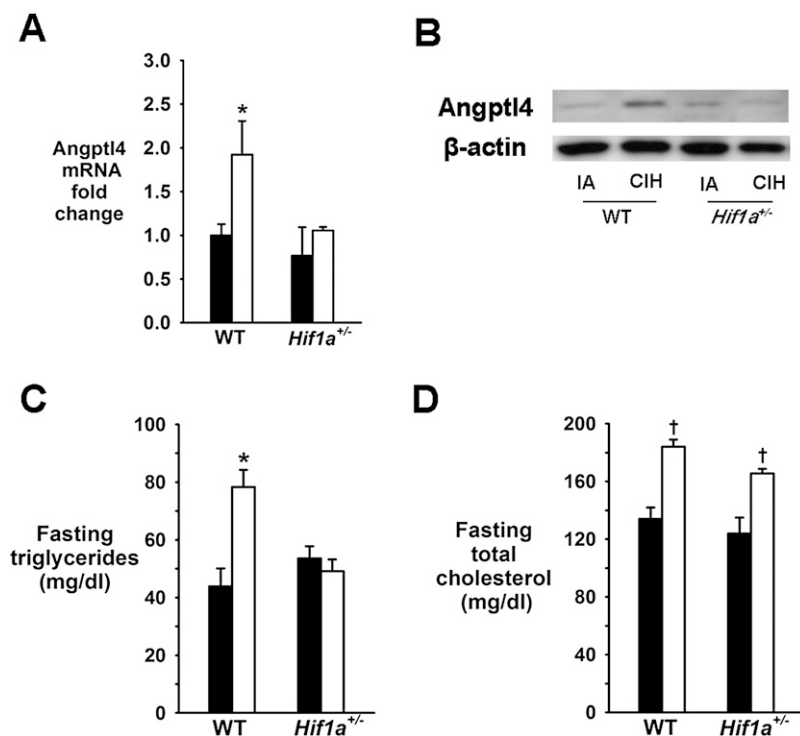 A
Angptl4
mRNA
fold
change
3.0
2.5
2.0
1.5
1.0
0.5
0.0
*
WT
Hif1a+/-
B
Angptl4
β-actin
IA
CIH
IA
CIH
WT
Hif1a+/-
C
Fasting
triglycerides
(mg/dl)
100
80
60
40
20
0
*
WT
Hif1a+/-
D
Fasting
total
cholesterol
(mg/dl)
200
160
120
80
40
0
†
†
WT
Hif1a+/-